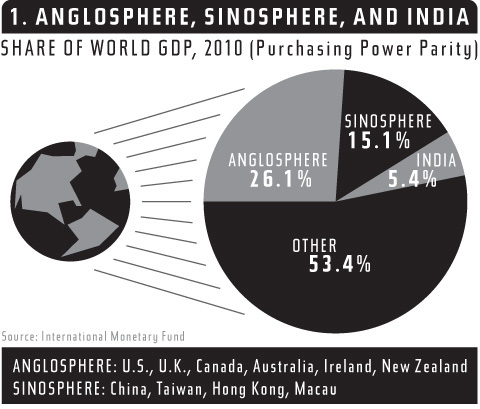 1. ANGLOSPHERE, SINOSPHERE, AND INDIA
SHARE OF WORLD GDP, 2010 (Purchasing Power Parity)
SINOSPHERE
15.1%
ANGLOSPHERE
26.1%
INDIA
5.4%
OTHER
53.4%
Source: International Monetary Fund
ANGLOSPHERE: U.S., U.K., Canada, Australia, Ireland, New Zealand
SINOSPHERE: China, Taiwan, Hong Kong, Macau